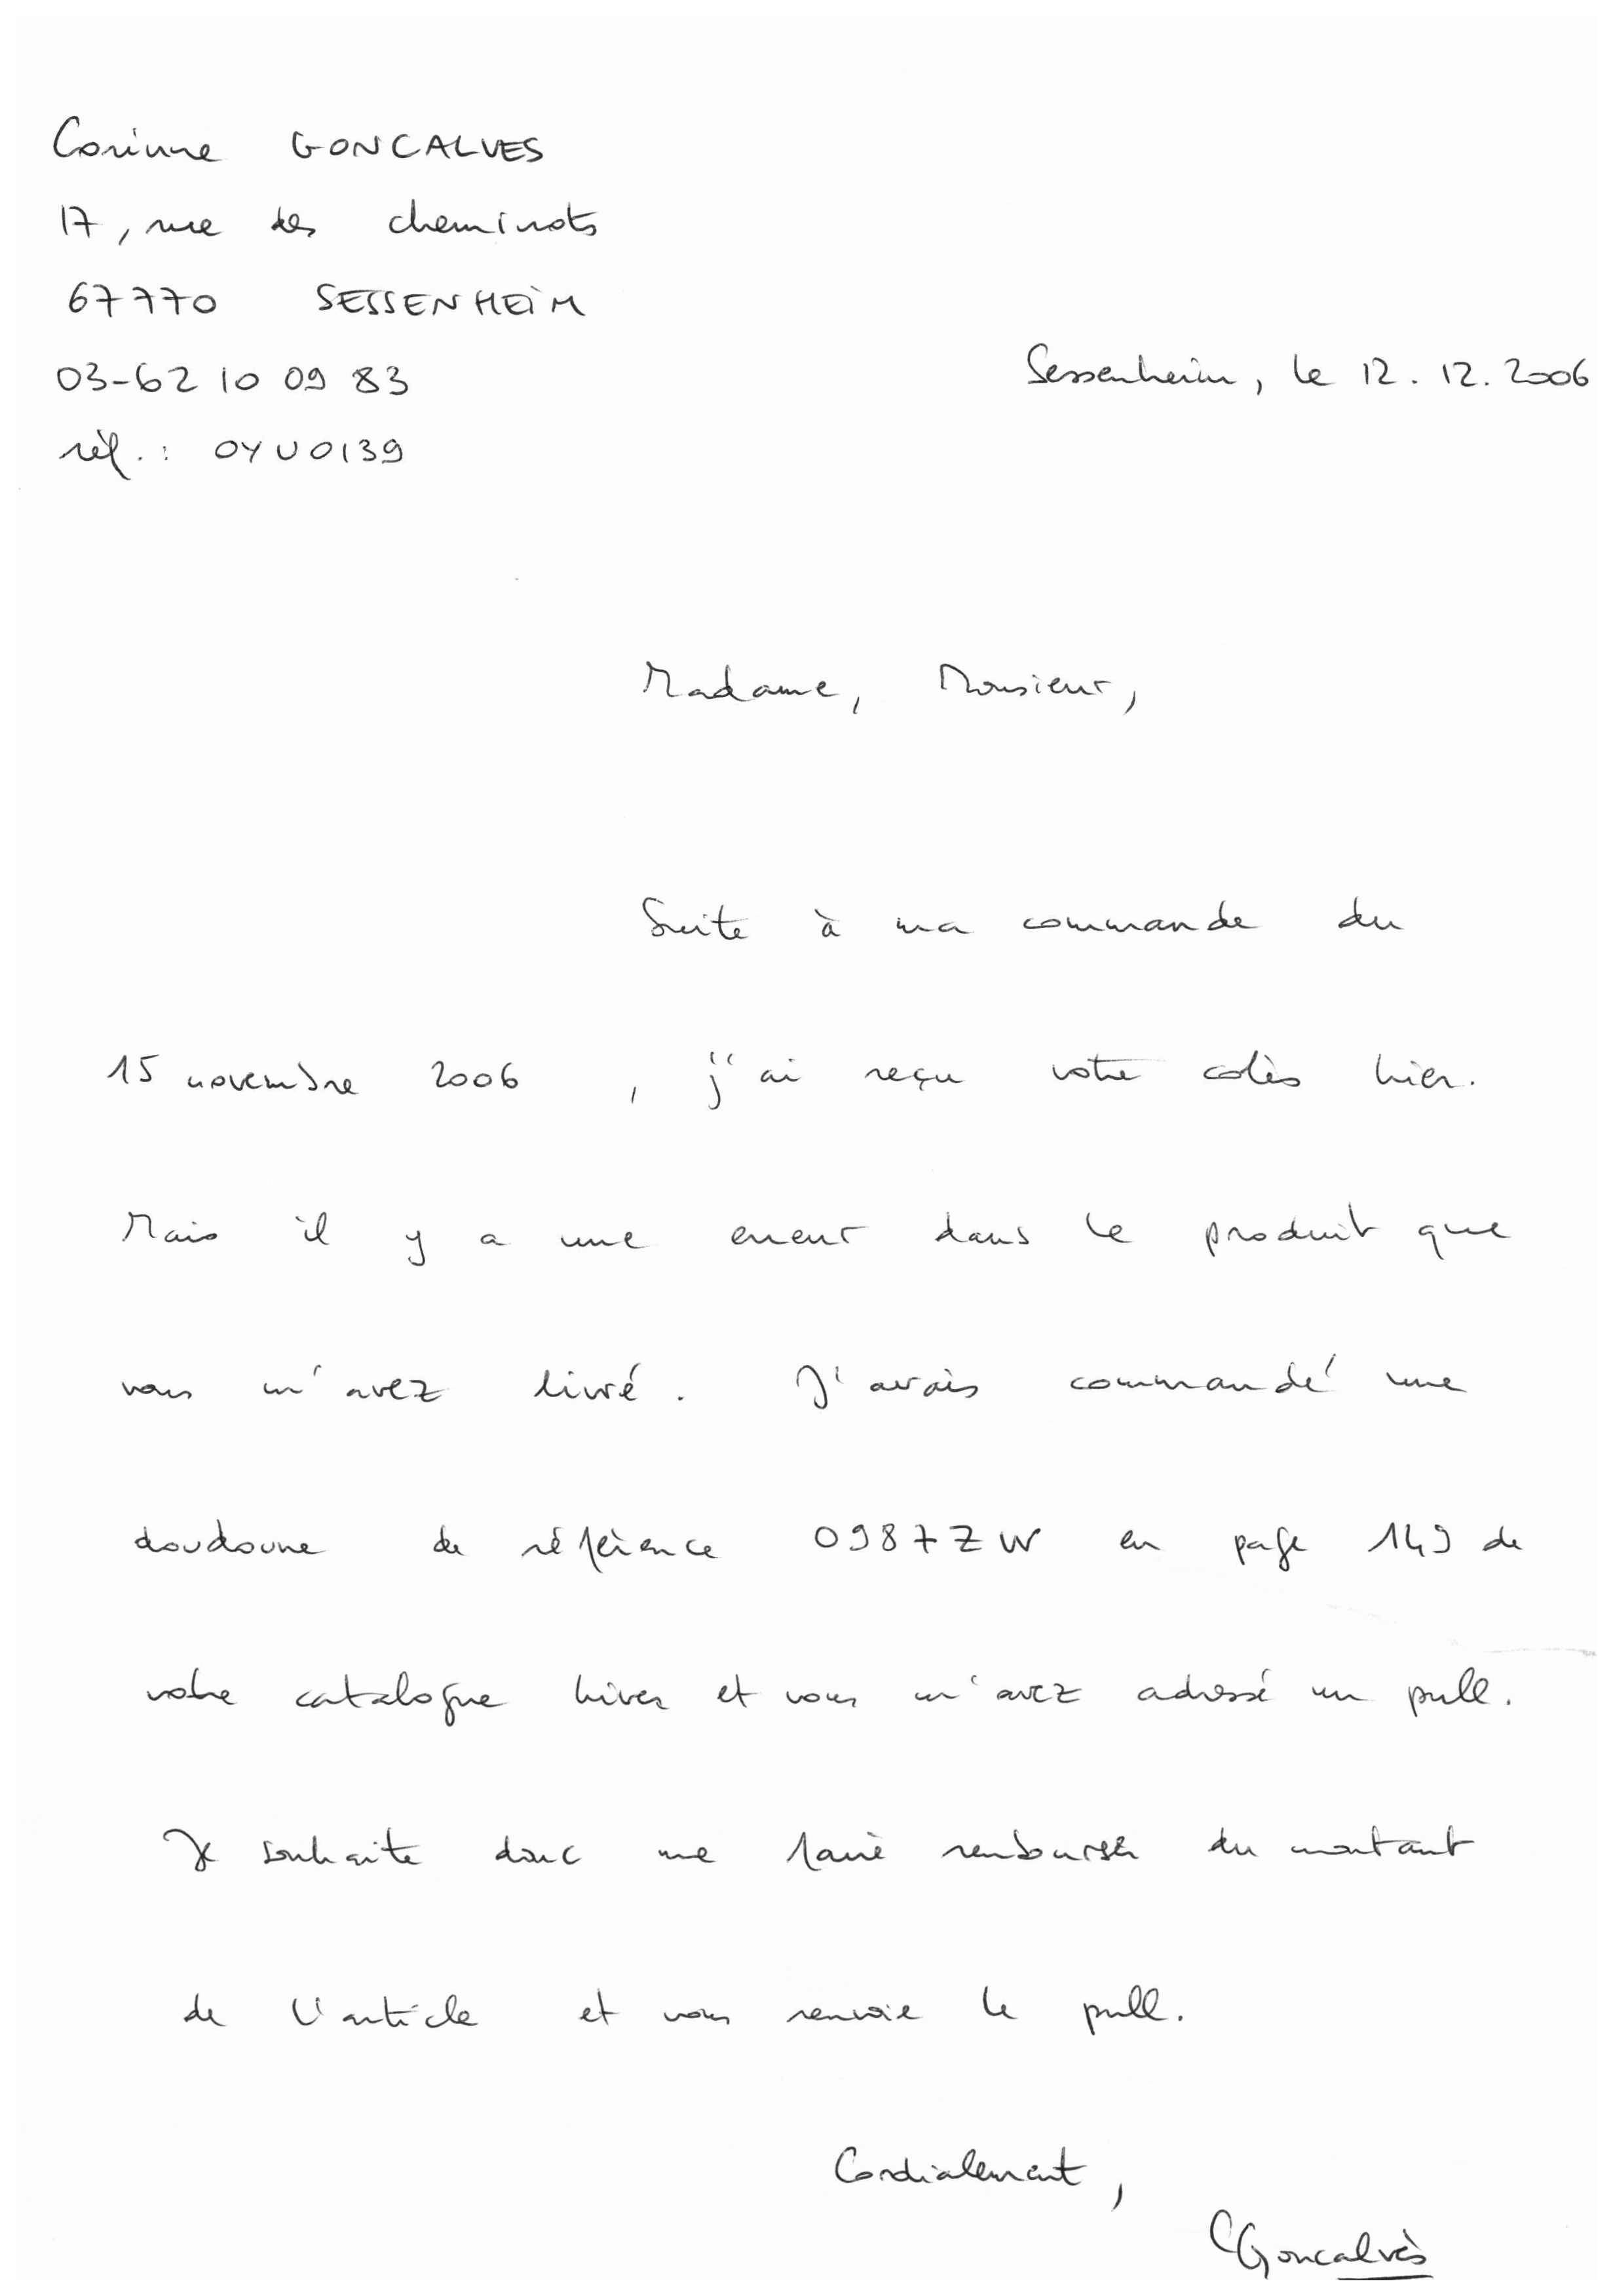 Corinne GONCALVES
17, rue des cheminots
67770 SESSENHEIM
03-62 10 09 83
Sessenheim, le 12.12.2006
réf. : OYU0139
Madame, Monsieur,
Suite à ma commande du
15 novembre 2006, j'ai reçu votre colis hier.
Mais il y a une erreur dans le produit que
vous m'avez livré. J'avais commandé une
doudoune de référence 0987ZW en page 149 de
votre catalogue hiver et vous m'avez adressé un pull.
Je souhaite donc me faire rembourser du montant
de l'article et vous renvoie le pull.
Cordialement,
CGoncalvès